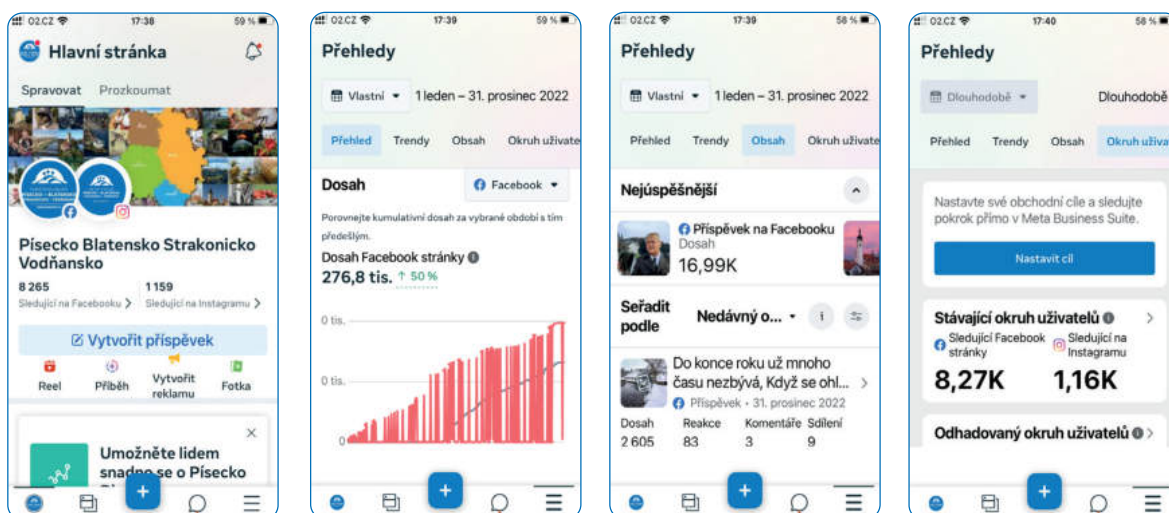 O2.CZ 17:38 59 %
Hlavní stránka
Spravovat Prozkoumat
Písecko Blatensko Strakonicko
Vodňansko
8 265 1 159
Sledující na Facebooku Sledující na Instagramu
Vytvořit příspěvek
Reel Příběh Vytvořit reklamu Fotka
Umožněte lidem
snadno se o Písecko
O2.CZ 17:39 59 %
Přehledy
Vlastní 1 leden – 31. prosinec 2022
Přehled Trendy Obsah Okruh uživate
Dosah Facebook
Porovnejte kumulativní dosah za vybrané období s tím
předešlým.
Dosah Facebook stránky
276,8 tis. ↑ 50 %
0 tis.
0 tis.
0
O2.CZ 17:39 58 %
Přehledy
Vlastní 1 leden – 31. prosinec 2022
Přehled Trendy Obsah Okruh uživate
Nejúspěšnější
Příspěvek na Facebooku
Dosah
16,99K
Seřadit
podle Nedávný o...
Do konce roku už mnoho
času nezbývá, Když se ohl...
Příspěvek • 31. prosinec 2022
Dosah Reakce Komentáře Sdílení
2 605 83 3 9
O2.CZ 17:40 58 %
Přehledy
Dlouhodobě Dlouhodobě
Přehled Trendy Obsah Okruh uživa
Nastavte své obchodní cíle a sledujte
pokrok přímo v Meta Business Suite.
Nastavit cíl
Stávající okruh uživatelů
Sledující Facebook stránky Sledující na Instagramu
8,27K 1,16K
Odhadovaný okruh uživatelů